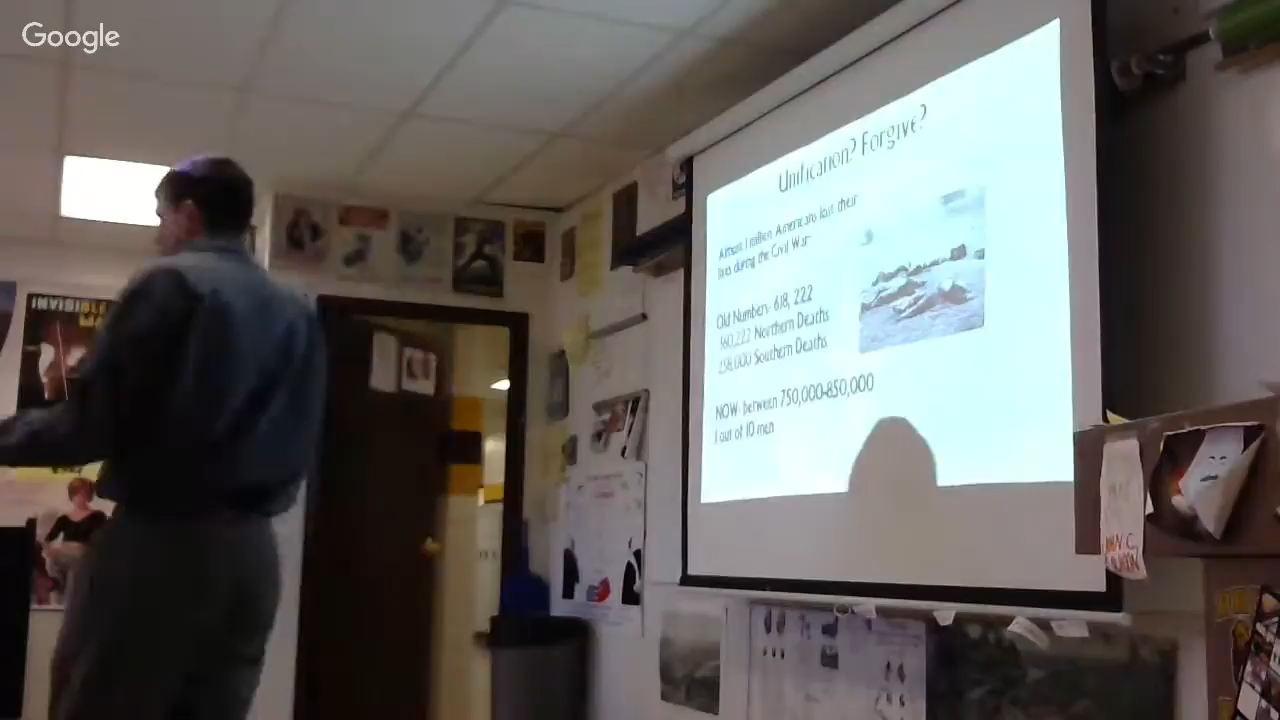 Google
Unification? Forgive?
Almost 1 million Americans lost their
lives during the Civil War
Old Numbers: 618, 222
360,222 Northern Deaths
258,000 Southern Deaths
NOW: between 750,000-850,000
1 out of 10 men
INVISIBLE